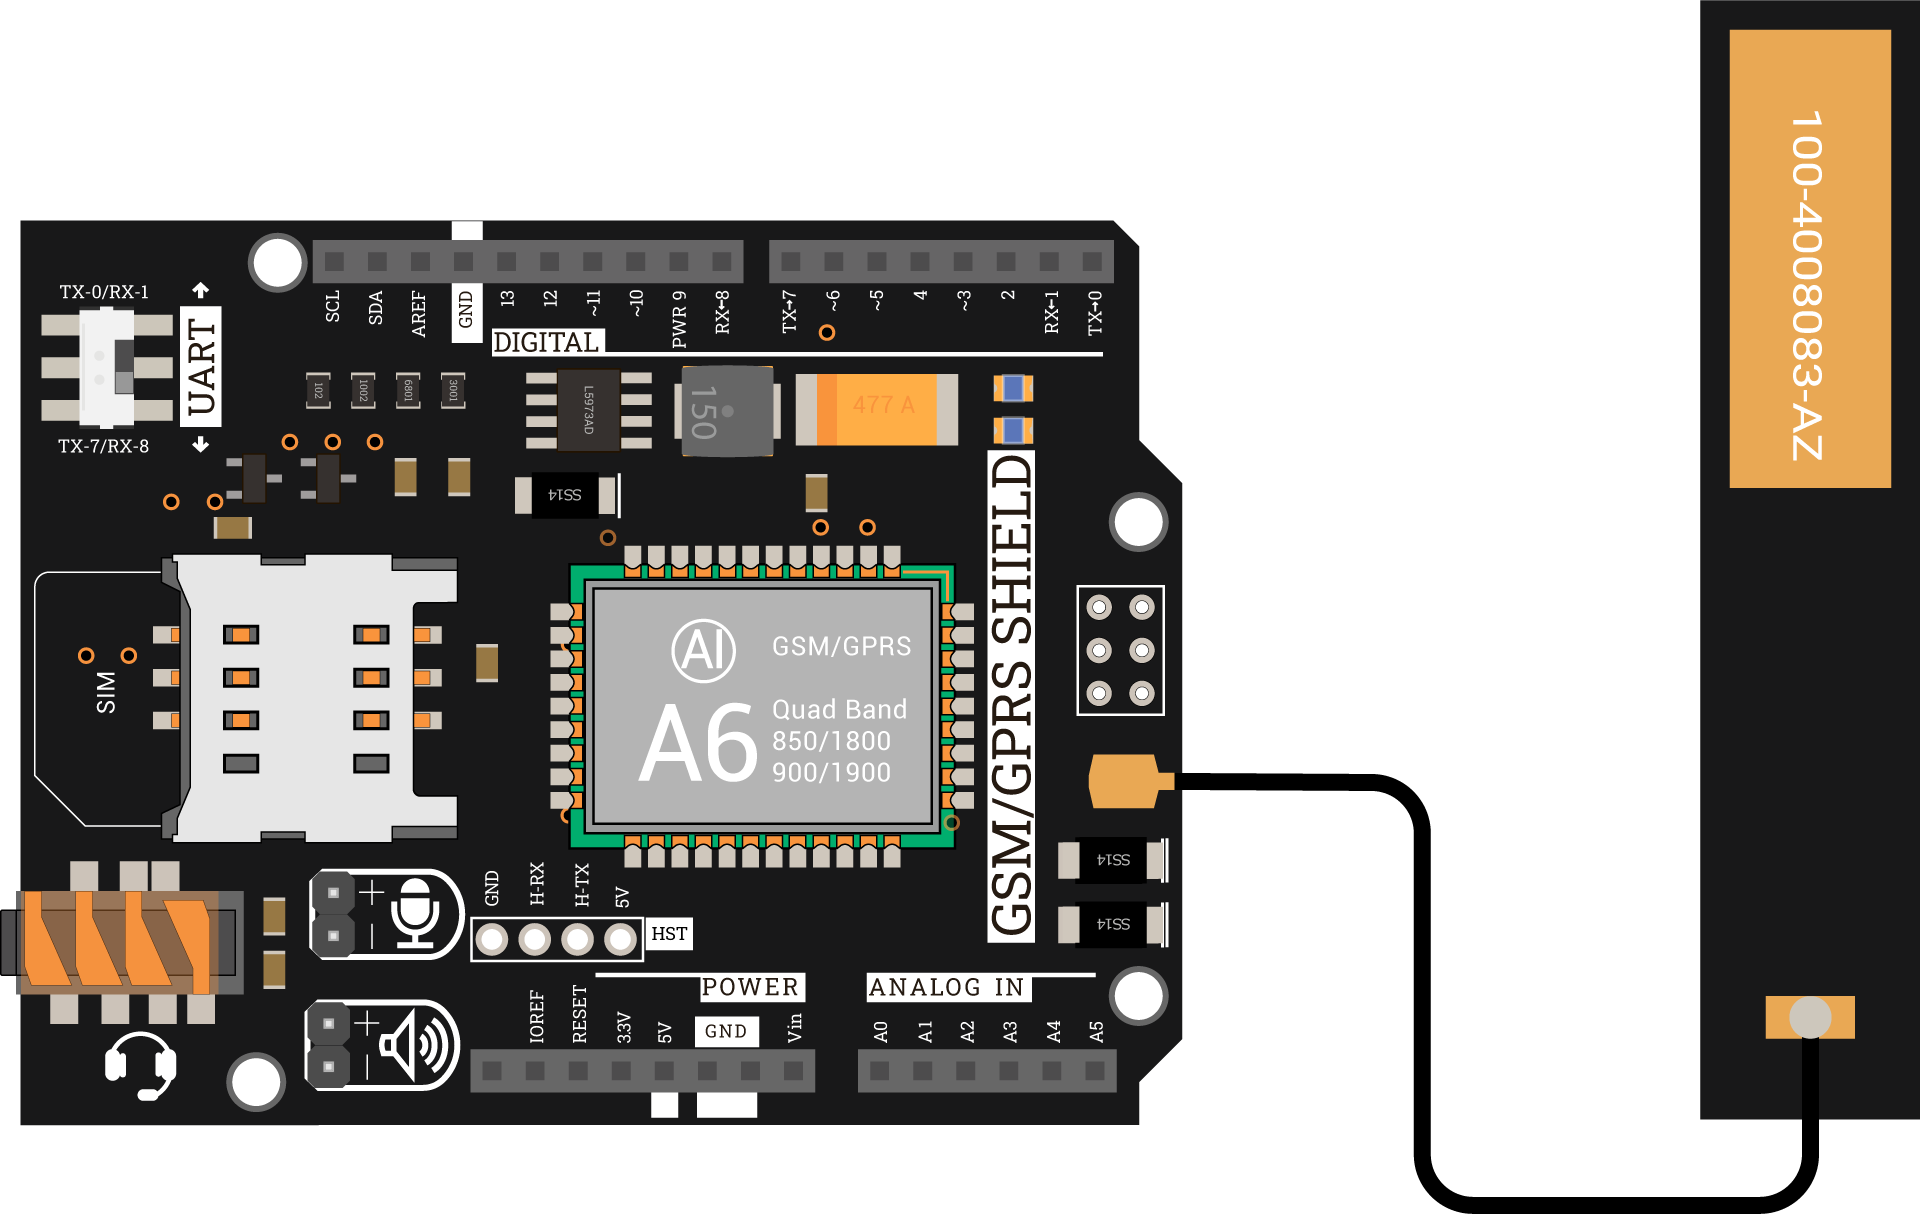 100-4008083-AZ
TX-0/RX-1
UART
TX-7/RX-8
SCL
SDA
AREF
GND
13
12
~11
~10
PWR 9
RX←8
TX→7
~6
~5
4
~3
2
RX←1
TX→0
DIGITAL
102
1002
6801
3001
L5973AD
150
477 A
SS14
GSM/GPRS SHIELD
SIM
AI
GSM/GPRS
A6
Quad Band
850/1800
900/1900
SS14
SS14
GND
H-RX
H-TX
5V
HST
+
–
+
–
POWER
ANALOG IN
IOREF
RESET
3.3V
5V
GND
Vin
A0
A1
A2
A3
A4
A5